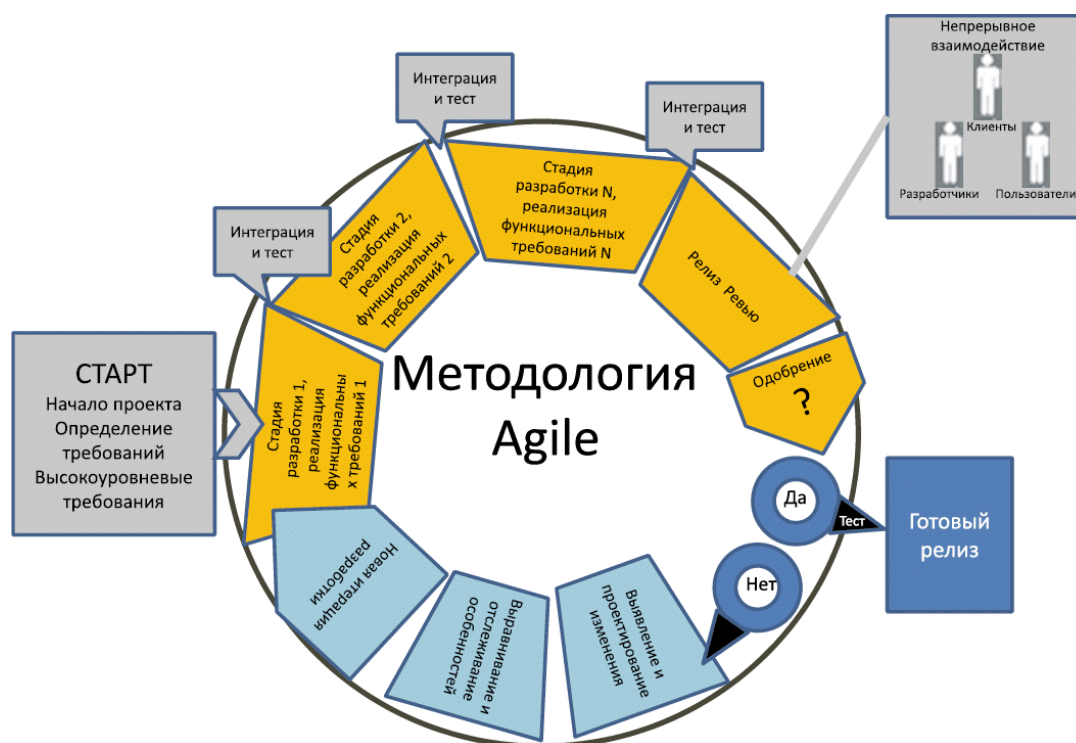 Непрерывное
взаимодействие
Клиенты
Разработчики
Пользователи
Интеграция
и тест
Интеграция
и тест
Интеграция
и тест
СТАРТ
Начало проекта
Определение
требований
Высокоуровневые
требования
Стадия
разработки 1,
реализация
функциональны
х требований 1
Стадия
разработки 2,
реализация
функциональных
требований 2
Стадия
разработки N,
реализация
функциональных
требований N
Релиз Ревью
Одобрение
?
Методология
Agile
Да
Тест
Готовый
релиз
Нет
Выявление и
проектирование
изменения
Выравнивание и
отслеживание
особенностей
Новая итерация
разработки